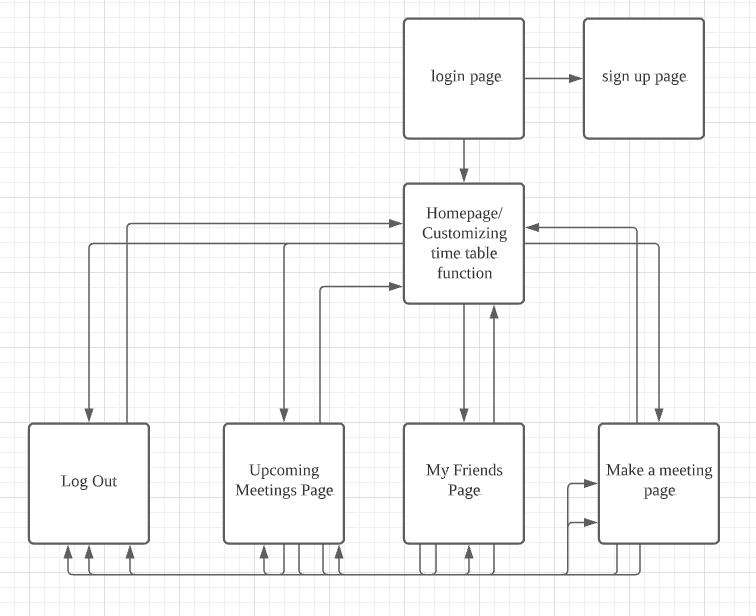 login page
sign up page
Homepage/
Customizing
time table
function
Log Out
Upcoming
Meetings Page
My Friends
Page
Make a meeting
page